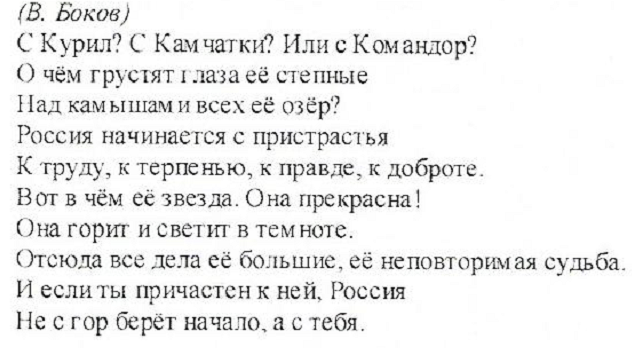 (В. Боков)
С Курил? С Камчатки? Или с Командор?
О чём грустят глаза её степные
Над камышами всех её озёр?
Россия начинается с пристрастья
К труду, к терпенью, к правде, к доброте.
Вот в чём её звезда. Она прекрасна!
Она горит и светит в темноте.
Отсюда все дела её большие, её неповторимая судьба.
И если ты причастен к ней, Россия
Не с гор берёт начало, а с тебя.